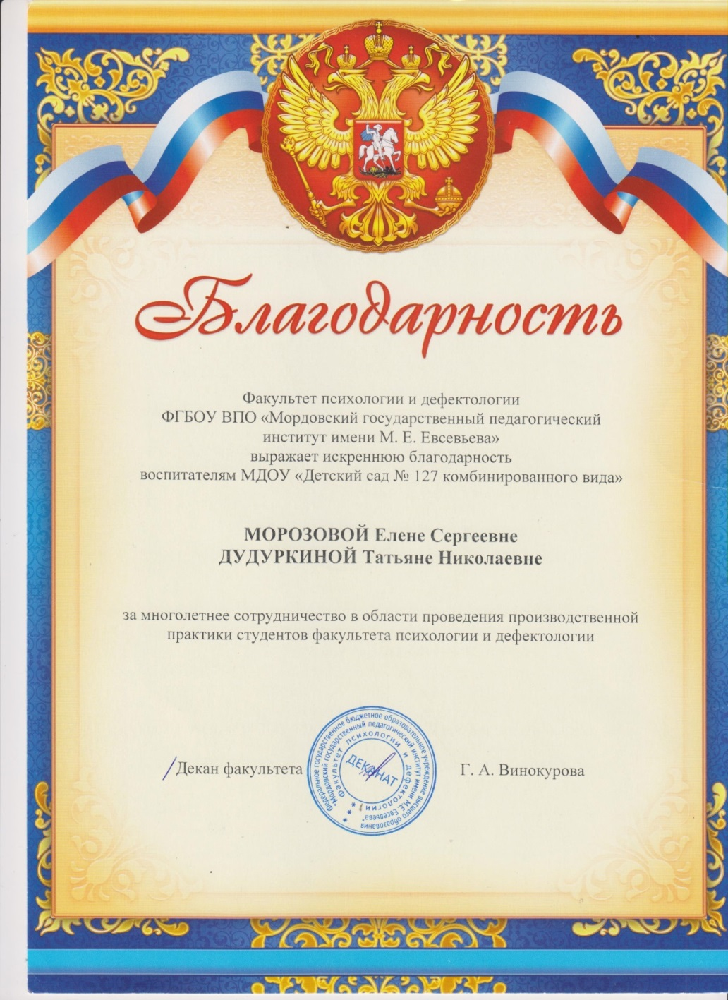 Благодарность
Факультет психологии и дефектологии
ФГБОУ ВПО «Мордовский государственный педагогический
институт имени М. Е. Евсевьева»
выражает искреннюю благодарность
воспитателям МДОУ «Детский сад № 127 комбинированного вида»
МОРОЗОВОЙ Елене Сергеевне
ДУДУРКИНОЙ Татьяне Николаевне
за многолетнее сотрудничество в области проведения производственной
практики студентов факультета психологии и дефектологии
Декан факультета
Г. А. Винокурова
Федеральное государственное бюджетное образовательное учреждение высшего образования
"Мордовский государственный педагогический институт имени М.Е. Евсевьева"
Факультет психологии и дефектологии
ДЕКАНАТ